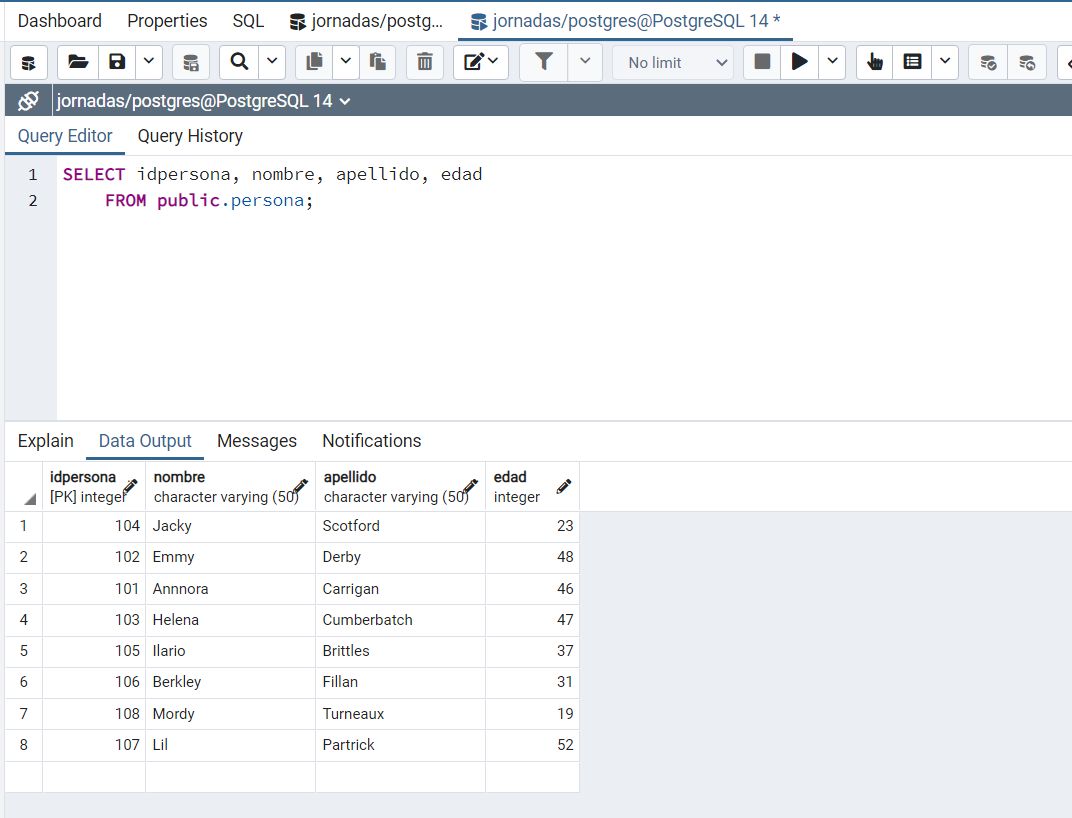 Dashboard Properties SQL jornadas/postg... jornadas/postgres@PostgreSQL 14 *
No limit
jornadas/postgres@PostgreSQL 14
Query Editor Query History
1 SELECT idpersona, nombre, apellido, edad
2 FROM public.persona;
Explain Data Output Messages Notifications
idpersona nombre apellido edad
[PK] integer character varying (50) character varying (50) integer
1 104 Jacky Scotford 23
2 102 Emmy Derby 48
3 101 Annnora Carrigan 46
4 103 Helena Cumberbatch 47
5 105 Ilario Brittles 37
6 106 Berkley Fillan 31
7 108 Mordy Turneaux 19
8 107 Lil Partrick 52